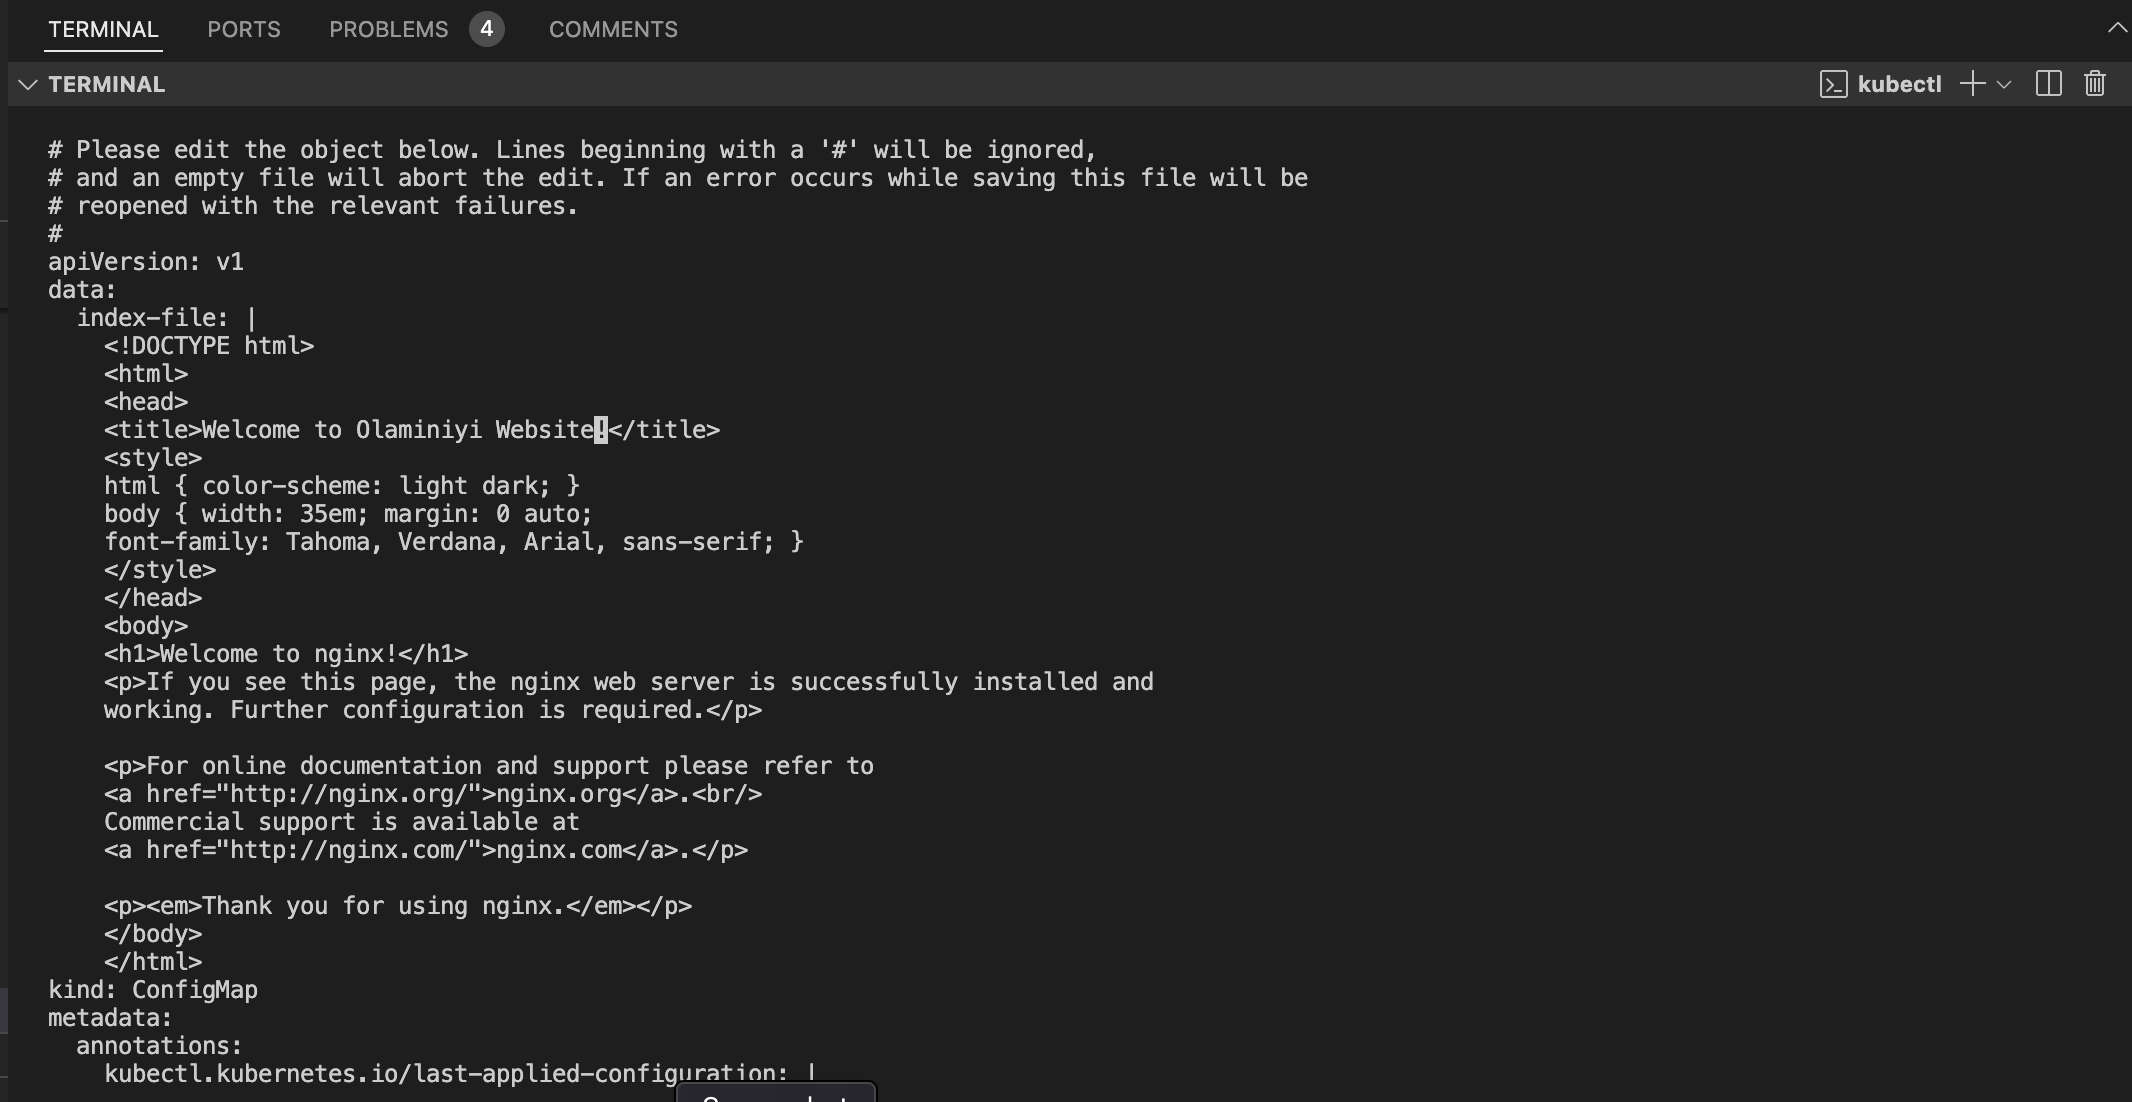 TERMINAL PORTS PROBLEMS 4 COMMENTS
TERMINAL kubectl
# Please edit the object below. Lines beginning with a '#' will be ignored,
# and an empty file will abort the edit. If an error occurs while saving this file will be
# reopened with the relevant failures.
#
apiVersion: v1
data:
  index-file: |
    <!DOCTYPE html>
    <html>
    <head>
    <title>Welcome to Olaminiyi Website!</title>
    <style>
    html { color-scheme: light dark; }
    body { width: 35em; margin: 0 auto;
    font-family: Tahoma, Verdana, Arial, sans-serif; }
    </style>
    </head>
    <body>
    <h1>Welcome to nginx!</h1>
    <p>If you see this page, the nginx web server is successfully installed and
    working. Further configuration is required.</p>

    <p>For online documentation and support please refer to
    <a href="http://nginx.org/">nginx.org</a>.<br/>
    Commercial support is available at
    <a href="http://nginx.com/">nginx.com</a>.</p>

    <p><em>Thank you for using nginx.</em></p>
    </body>
    </html>
kind: ConfigMap
metadata:
  annotations:
    kubectl.kubernetes.io/last-applied-configuration: |